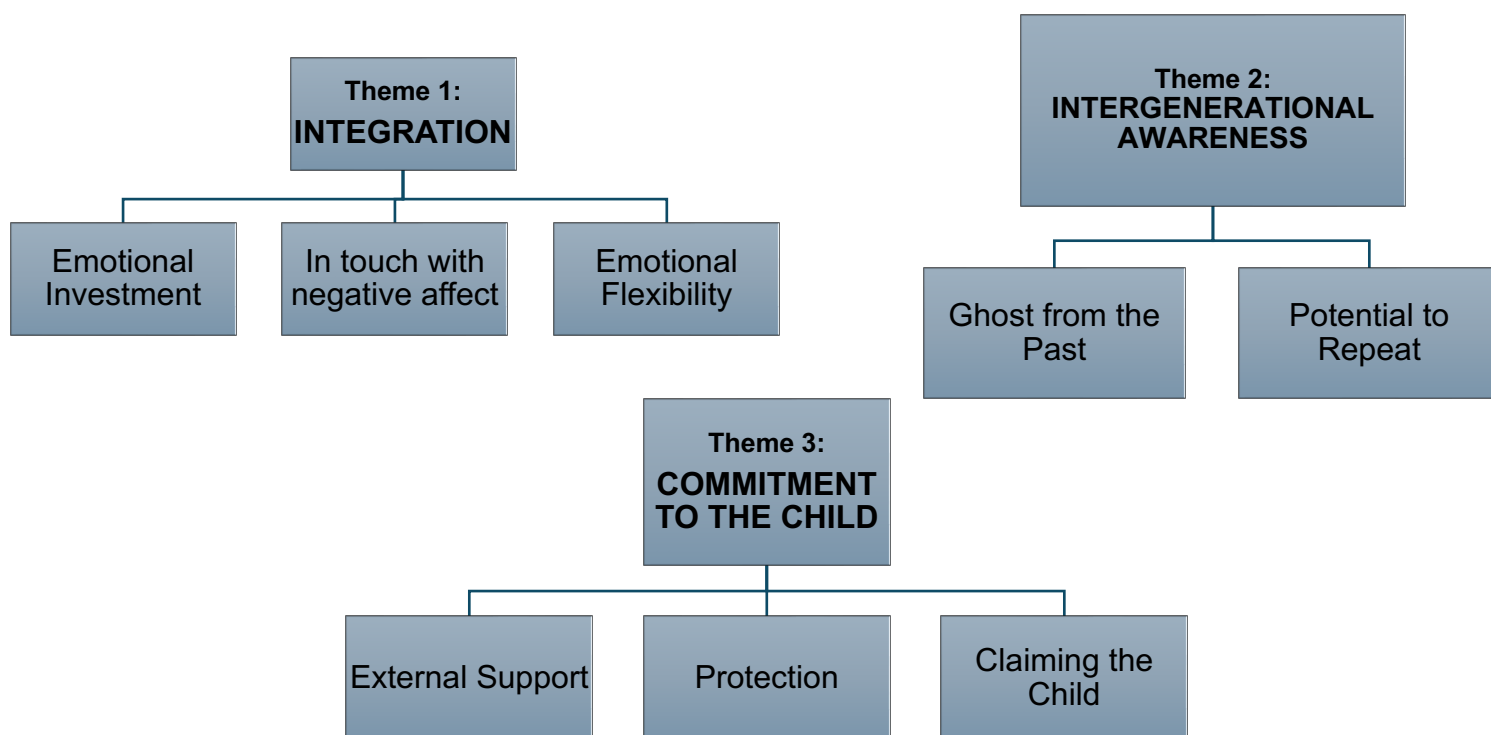 Theme 1:
INTEGRATION
Emotional
Investment
In touch with
negative affect
Emotional
Flexibility
Theme 2:
INTERGENERATIONAL
AWARENESS
Ghost from the
Past
Potential to
Repeat
Theme 3:
COMMITMENT
TO THE CHILD
External Support
Protection
Claiming the
Child